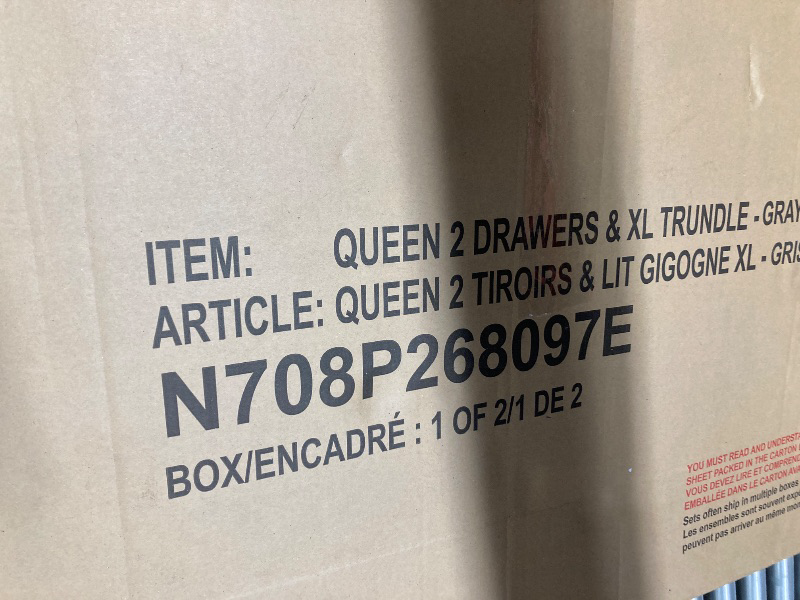 ITEM: QUEEN 2 DRAWERS & XL TRUNDLE - GRAY
ARTICLE: QUEEN 2 TIROIRS & LIT GIGOGNE XL - GRIS
N708P268097E
BOX/ENCADRÉ : 1 OF 2/1 DE 2
YOU MUST READ AND UNDERSTA
SHEET PACKED IN THE CARTON
VOUS DEVEZ LIRE ET COMPREND
EMBALLÉE DANS LE CARTON AVA
Sets often ship in multiple boxes
Les ensembles sont souvent exp
peuvent pas arriver au même mom